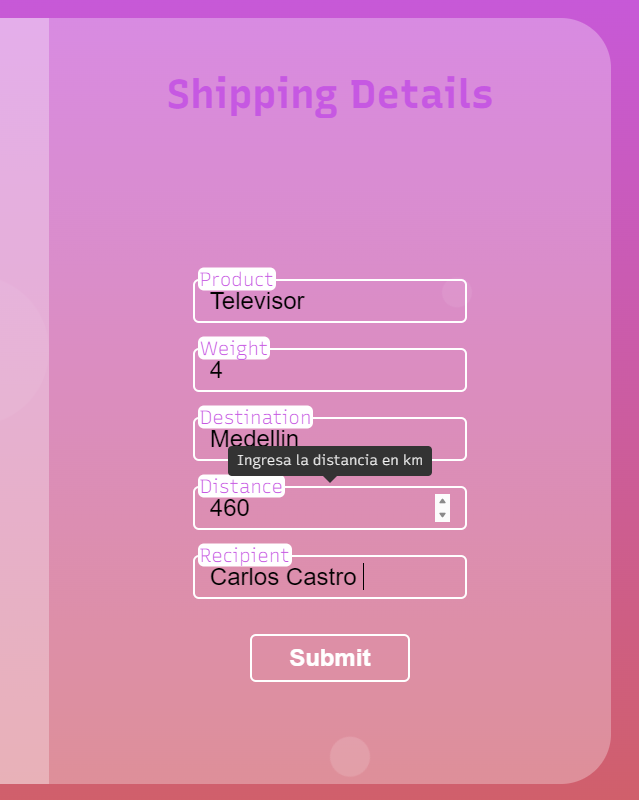 Shipping Details
Product
Televisor
Weight
4
Destination
Medellin
Ingresa la distancia en km
Distance
460
Recipient
Carlos Castro
Submit